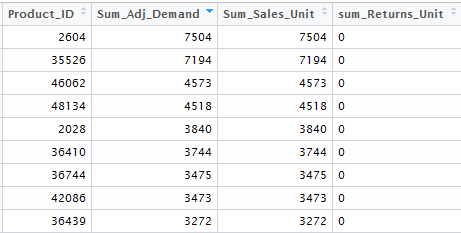 Product_ID Sum_Adj_Demand Sum_Sales_Unit sum_Returns_Unit
2604 7504 7504 0
35526 7194 7194 0
46062 4573 4573 0
48134 4518 4518 0
2028 3840 3840 0
36410 3744 3744 0
36744 3475 3475 0
42086 3473 3473 0
36439 3272 3272 0